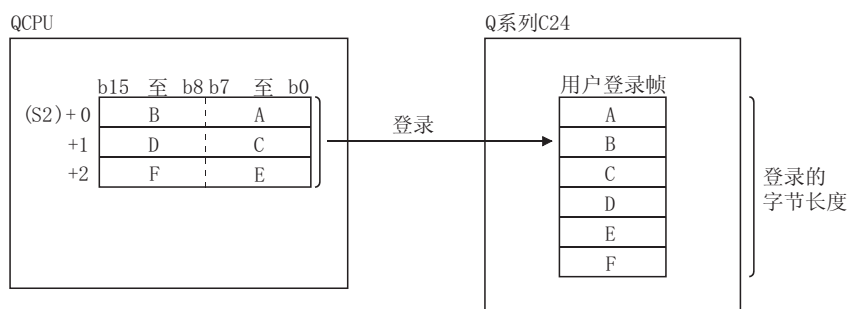 QCPU
Q系列C24
b15 至 b8 b7 至 b0
用户登录帧
(S2)+0 B A
+1 D C
+2 F E
登录
A
B
C
D
E
F
登录的
字节长度